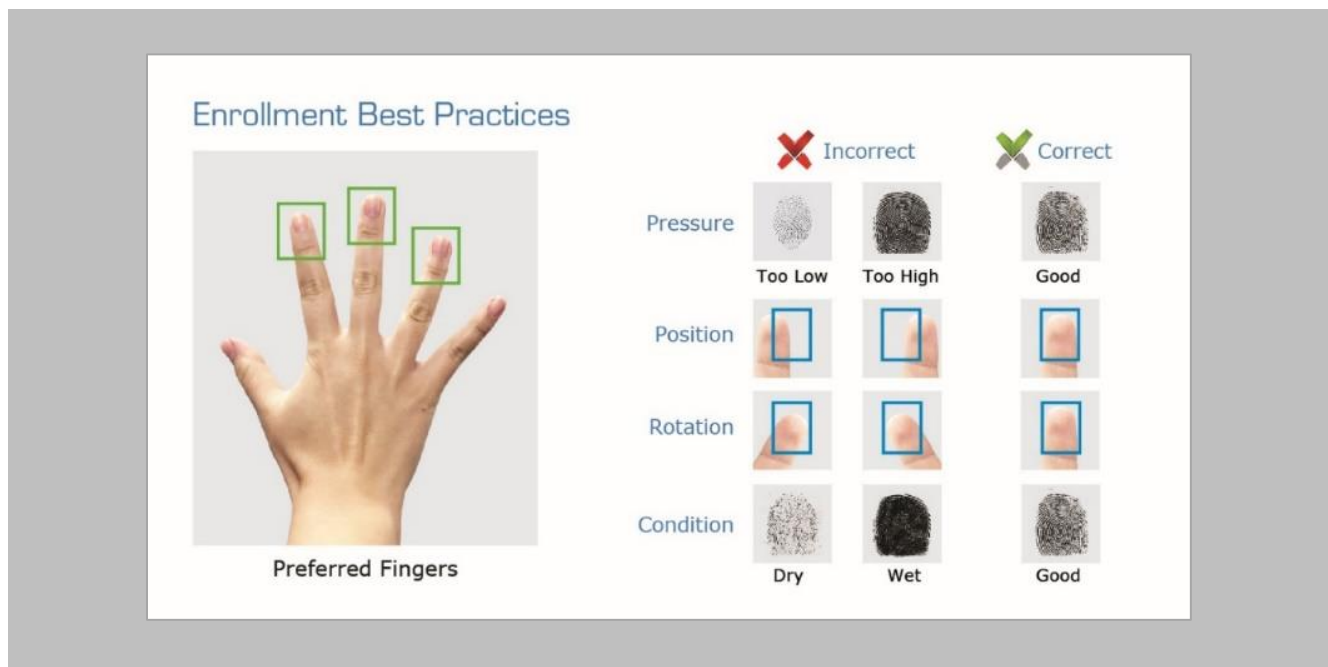 Enrollment Best Practices
Incorrect
Correct
Pressure
Too Low
Too High
Good
Position
Rotation
Condition
Dry
Wet
Good
Preferred Fingers